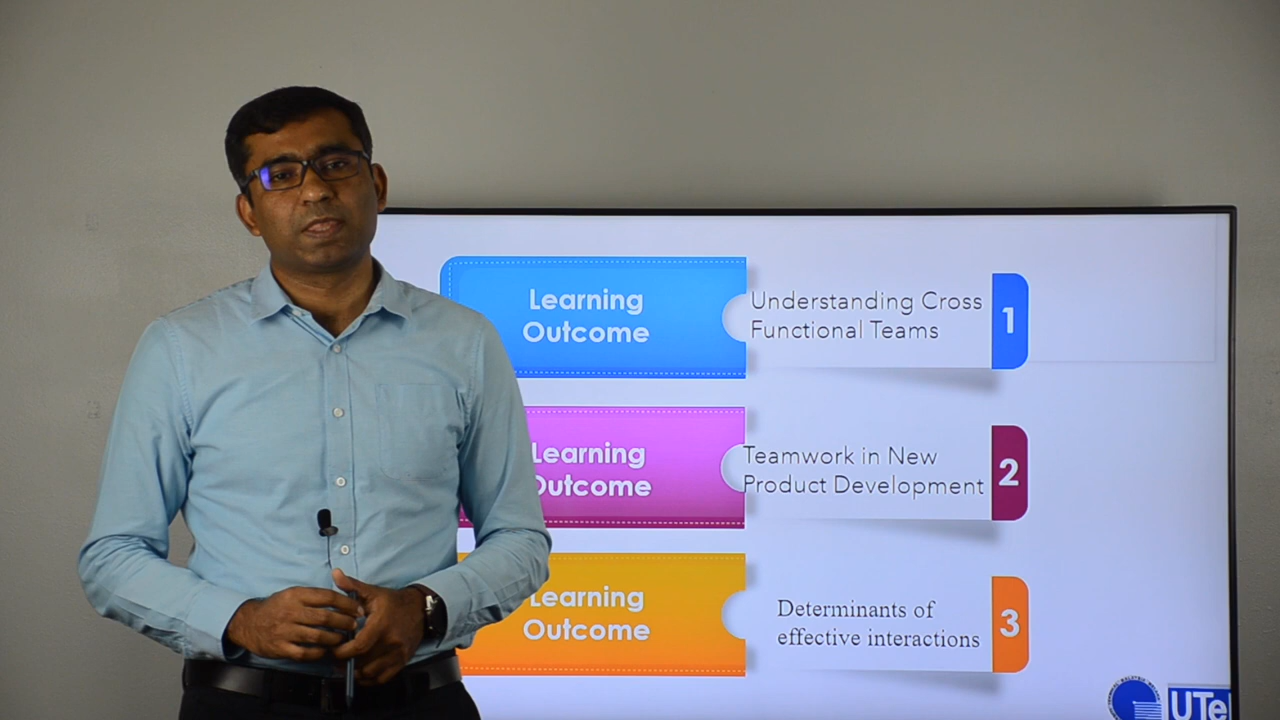 Learning
Outcome
Understanding Cross
Functional Teams
1
Learning
Outcome
Teamwork in New
Product Development
2
Learning
Outcome
Determinants of
effective interactions
3
UTe